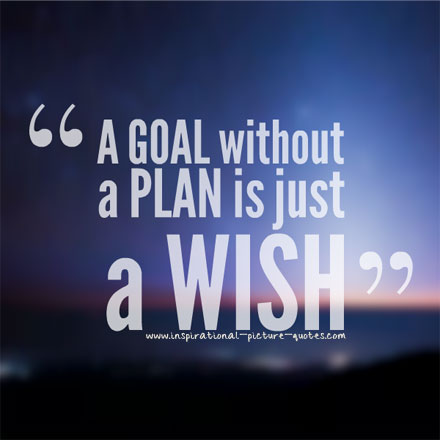 “ A GOAL without
a PLAN is just
a WISH ”
www.inspirational-picture-quotes.com